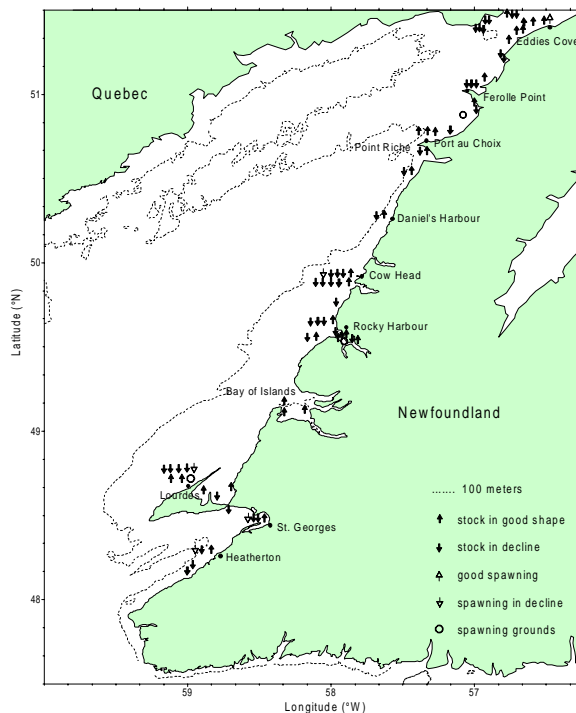 Eddies Cove
51
Quebec
Ferolle Point
Point Riche
Port au Choix
Daniel's Harbour
50
Cow Head
Latitude (°N)
Rocky Harbour
Bay of Islands
49
Newfoundland
....... 100 meters
Lourdes
stock in good shape
St. Georges
stock in decline
Heatherton
good spawning
48
spawning in decline
spawning grounds
59 58 57
Longitude (°W)